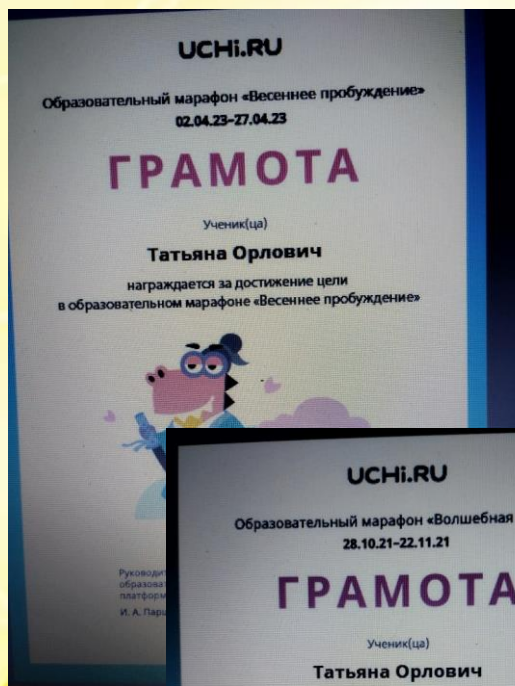 UCHi.RU
Образовательный марафон «Весеннее пробуждение»
02.04.23–27.04.23
ГРАМОТА
Ученик(ца)
Татьяна Орлович
награждается за достижение цели
в образовательном марафоне «Весеннее пробуждение»
И. А.
UCHi.RU
Образовательный марафон «Волшебная
28.10.21–22.11.21
ГРАМОТА
Ученик(ца)
Татьяна Орлович